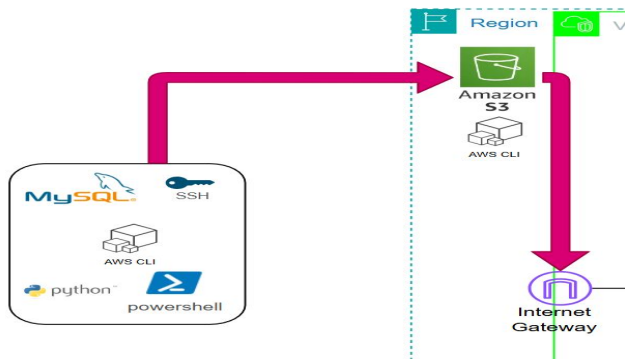 Region
V
Amazon
S3
AWS CLI
MySQL
SSH
AWS CLI
python
powershell
Internet
Gateway